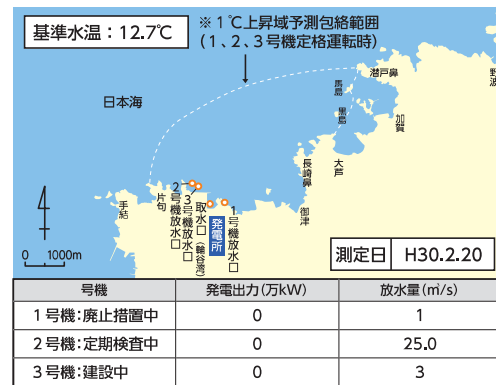 基準水温：12.7℃
※1℃上昇域予測包絡範囲
(1、2、3号機定格運転時)
日本海
馬島
黒島
潜戸鼻
野波
加賀
大芦
長崎鼻
御津
手結
片句
2号機放水口
3号機放水口
取水口(輪谷湾)
発電所
1号機放水口
0 1000m
測定日 H30.2.20
号機 発電出力(万kW) 放水量(㎥/s)
1号機:廃止措置中 0 1
2号機:定期検査中 0 25.0
3号機:建設中 0 3